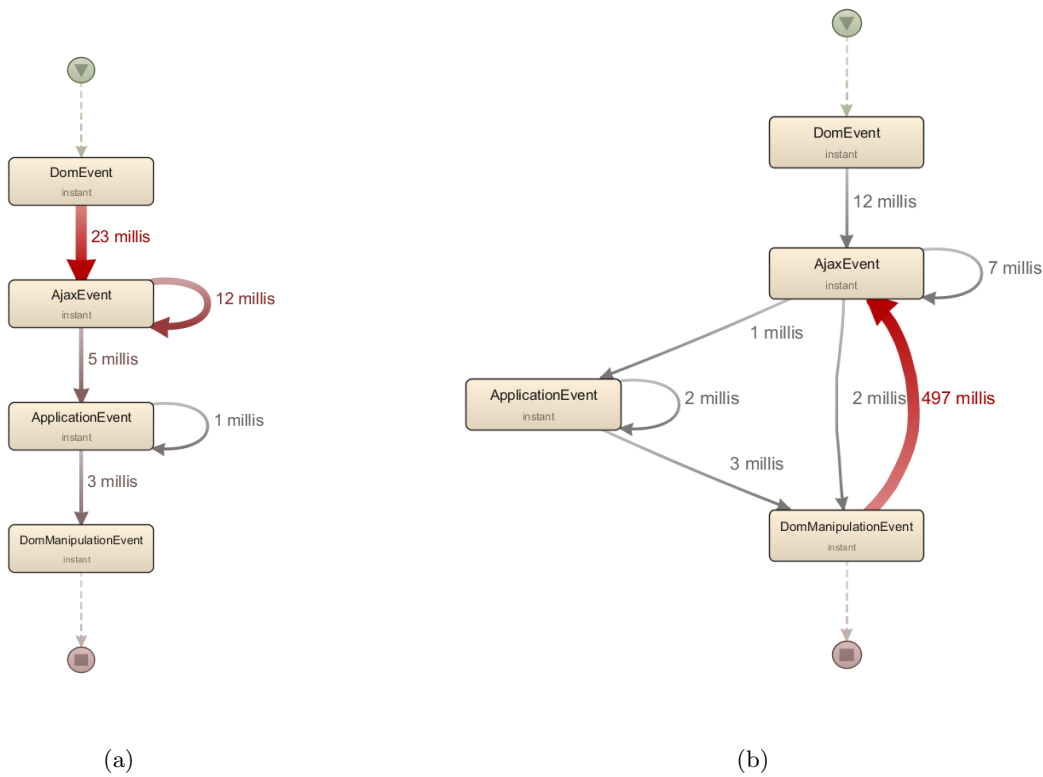 DomEvent
instant
23 millis
AjaxEvent
instant
12 millis
5 millis
ApplicationEvent
instant
1 millis
3 millis
DomManipulationEvent
instant
(a)
DomEvent
instant
12 millis
AjaxEvent
instant
7 millis
1 millis
ApplicationEvent
instant
2 millis
2 millis
497 millis
3 millis
DomManipulationEvent
instant
(b)